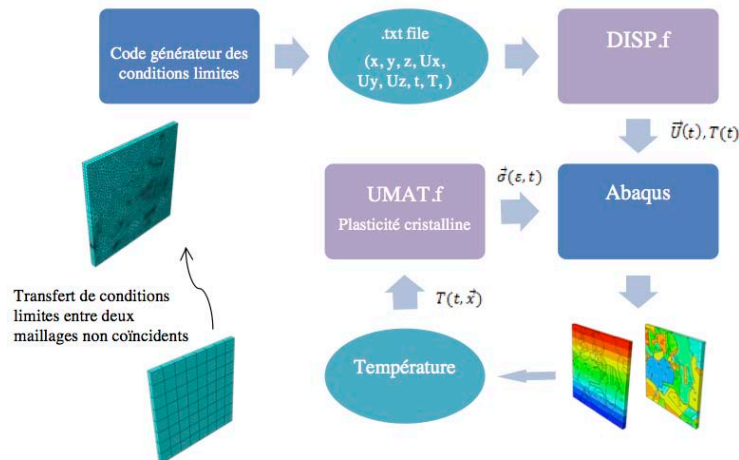 Code générateur des
conditions limites
.txt file
(x, y, z, Ux,
Uy, Uz, t, T, )
DISP.f
U⃗(t), T(t)
UMAT.f
Plasticité cristalline
σ⃗(ε, t)
Abaqus
Transfert de conditions
limites entre deux
maillages non coïncidents
T(t, x⃗)
Température